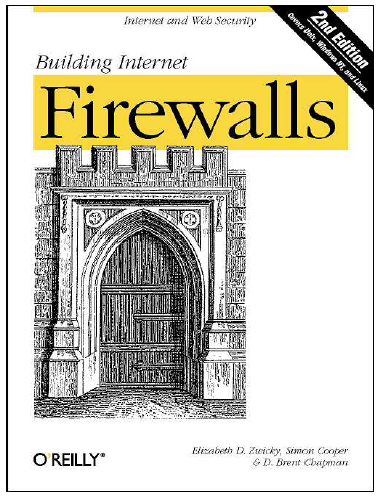 Internet and Web Security
2nd Edition
Covers Unix, Windows NT, and Linux
Building Internet
Firewalls
Elizabeth D. Zwicky, Simon Cooper
& D. Brent Chapman
O'REILLY®